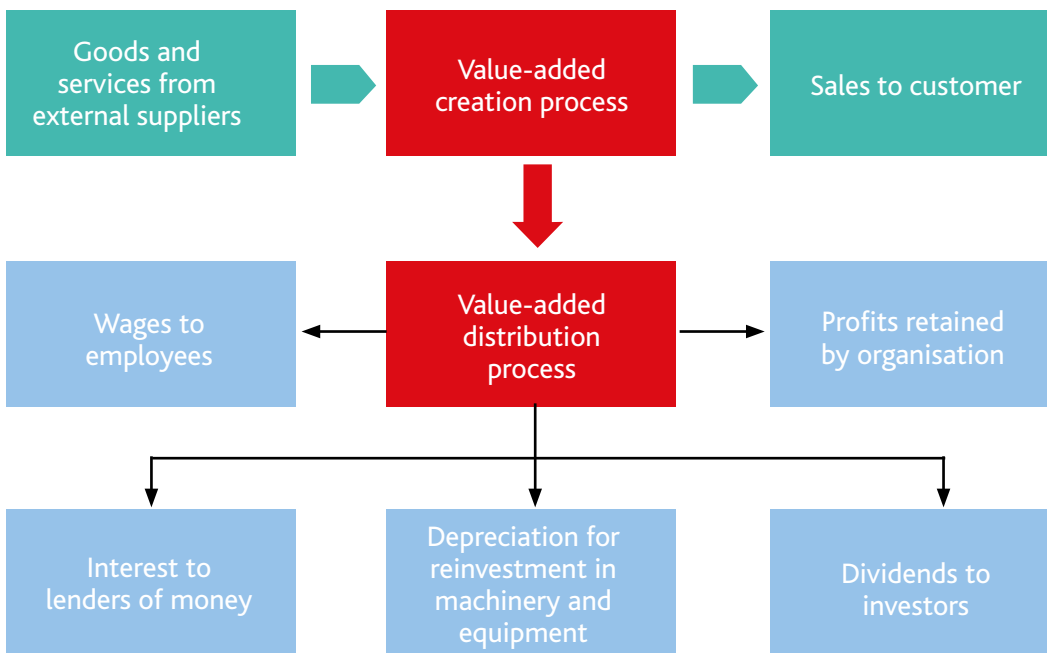 Goods and
services from
external suppliers
Value-added
creation process
Sales to customer
Wages to
employees
Value-added
distribution
process
Profits retained
by organisation
Interest to
lenders of money
Depreciation for
reinvestment in
machinery and
equipment
Dividends to
investors